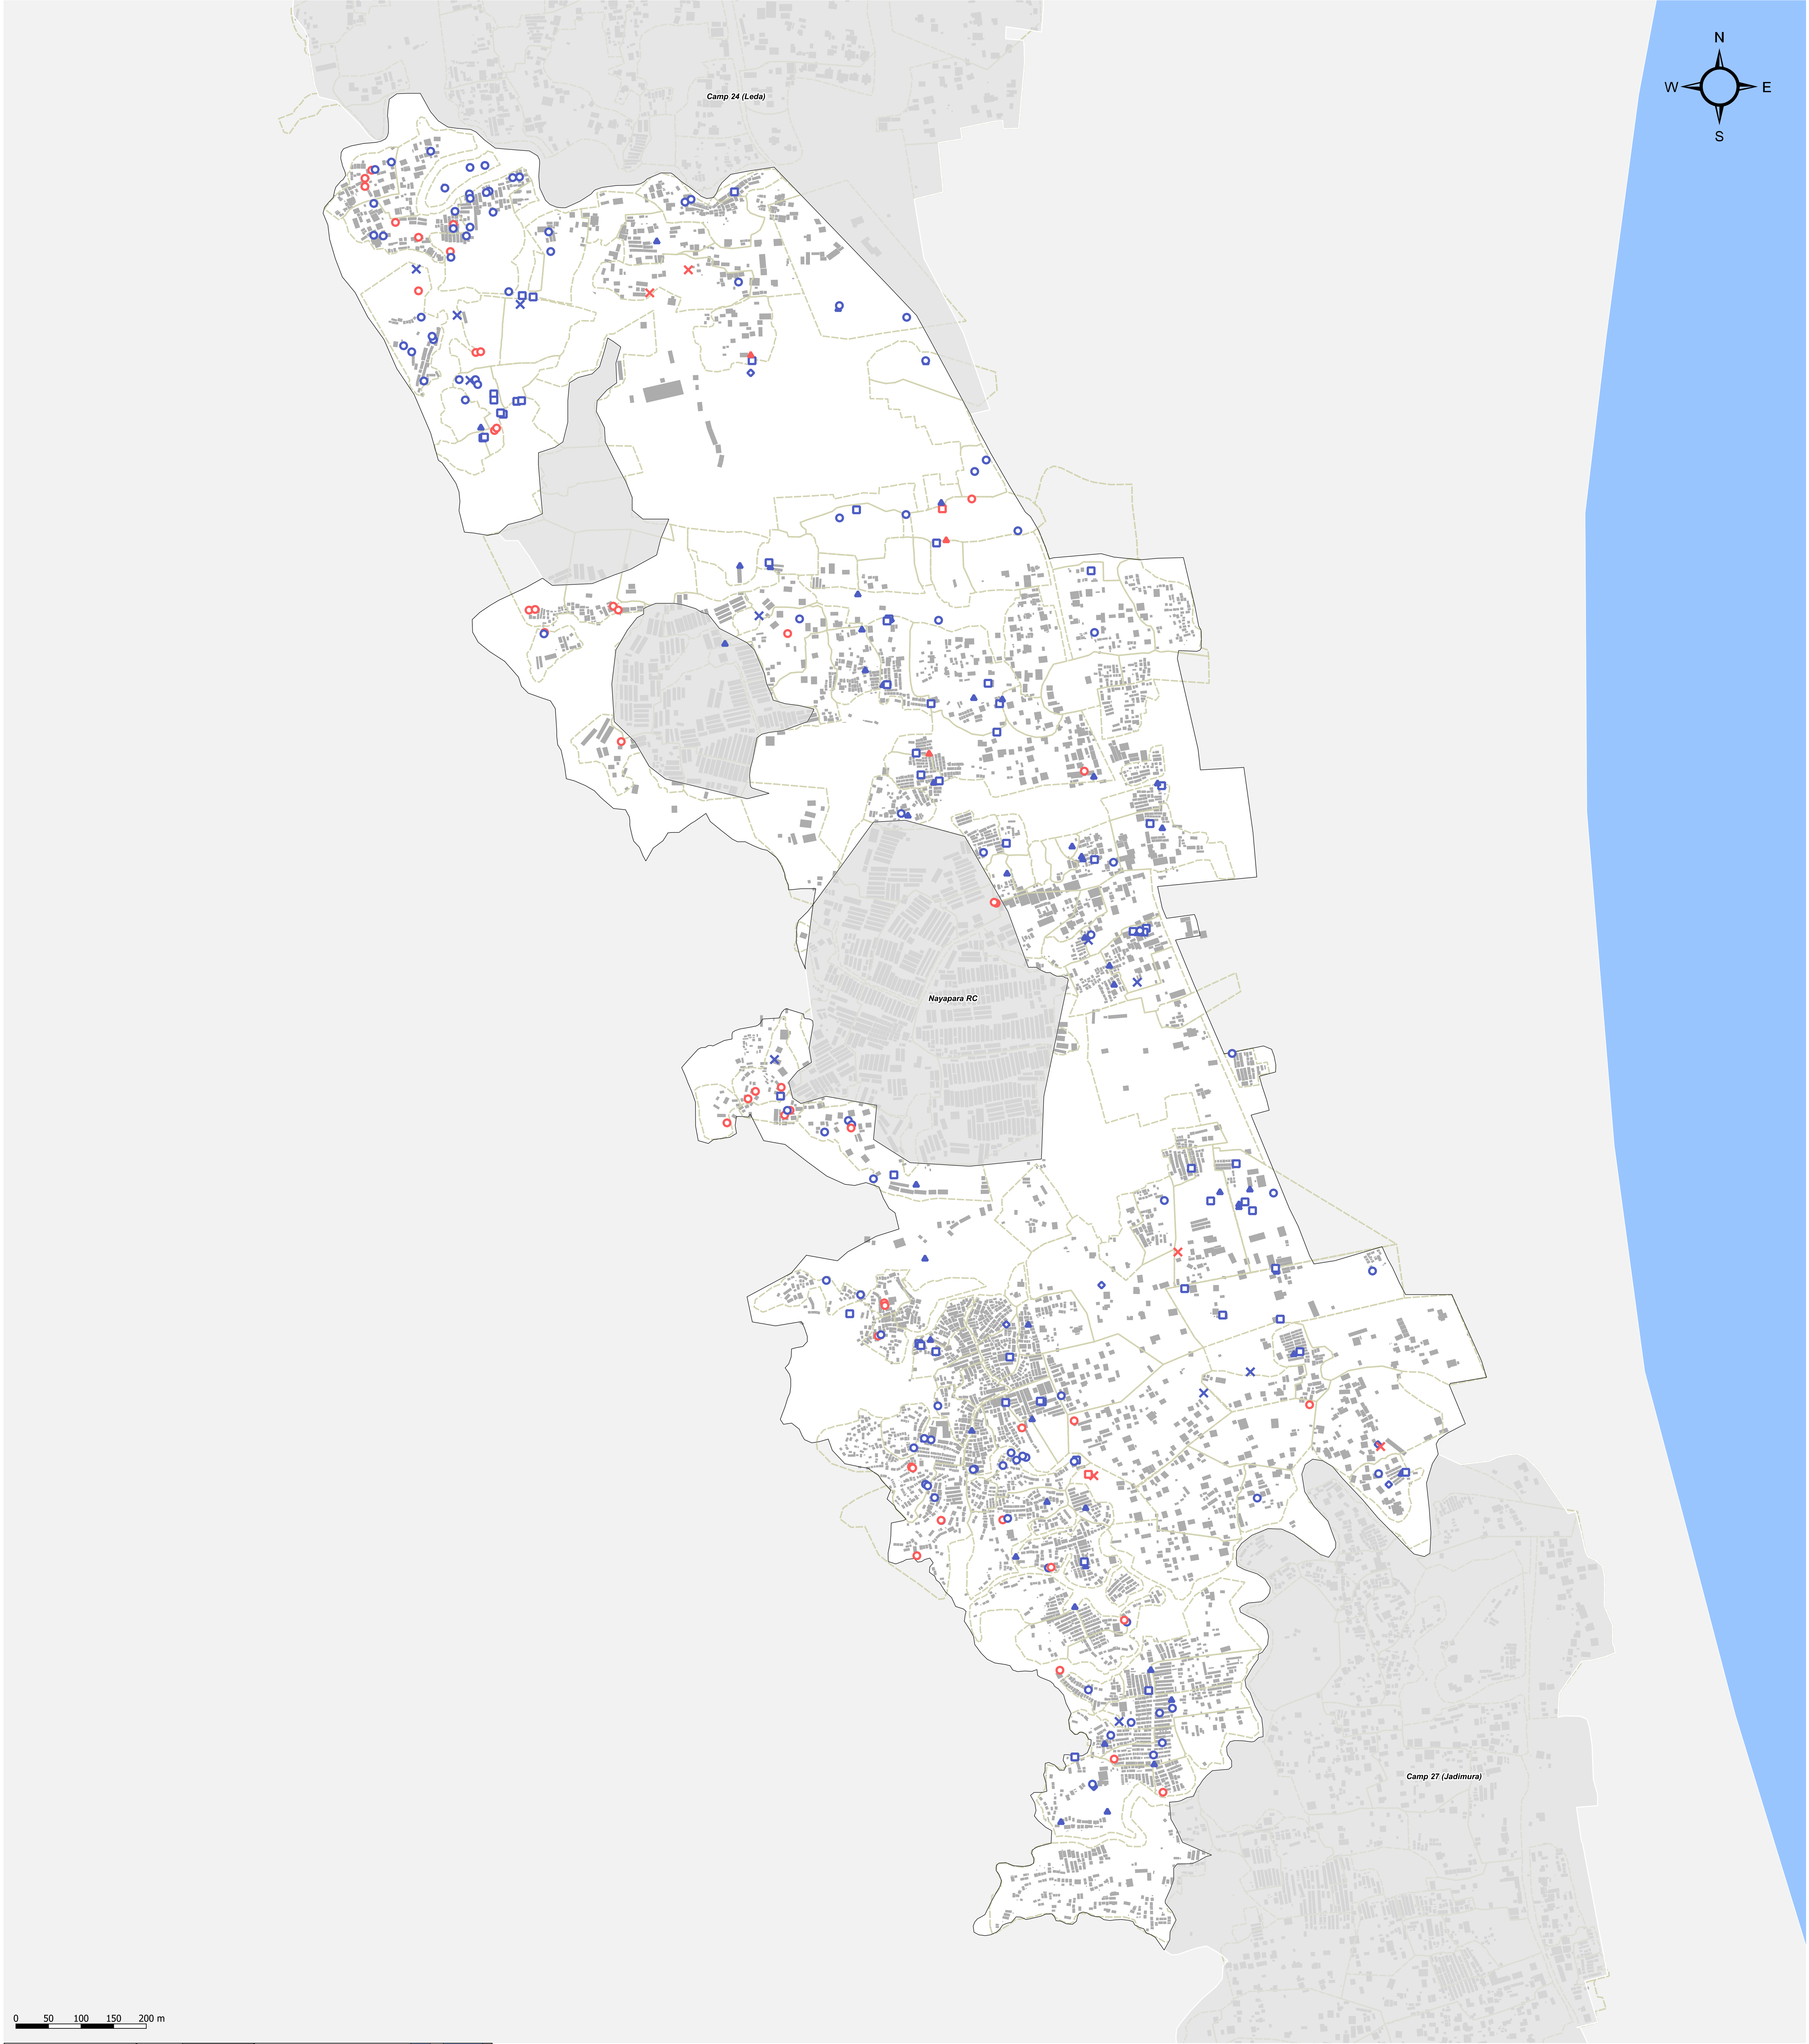 N
W E
S
Camp 24 (Leda)
Nayapara RC
Camp 27 (Jadimura)
0 50 100 150 200 m